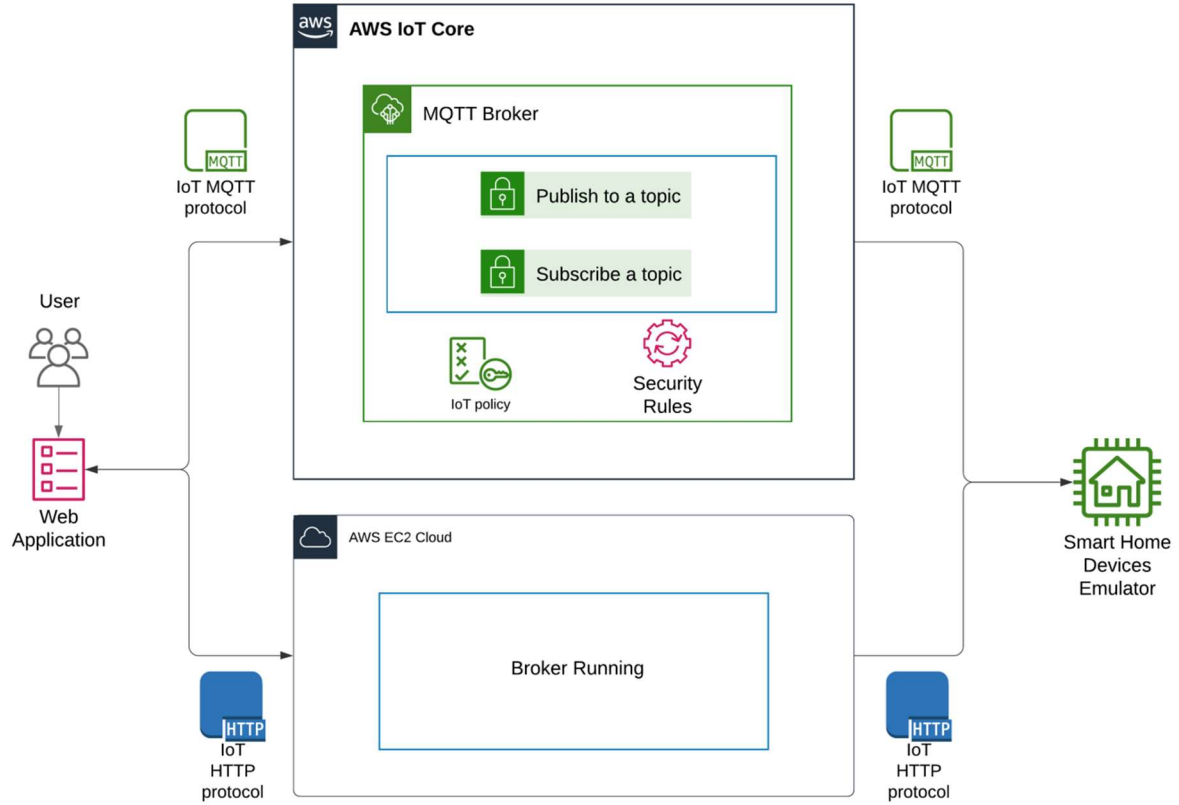 aws
AWS IoT Core
MQTT Broker
MQTT
IoT MQTT
protocol
Publish to a topic
Subscribe a topic
MQTT
IoT MQTT
protocol
IoT policy
Security
Rules
User
Web
Application
AWS EC2 Cloud
Broker Running
HTTP
IoT
HTTP
protocol
HTTP
IoT
HTTP
protocol
Smart Home
Devices
Emulator